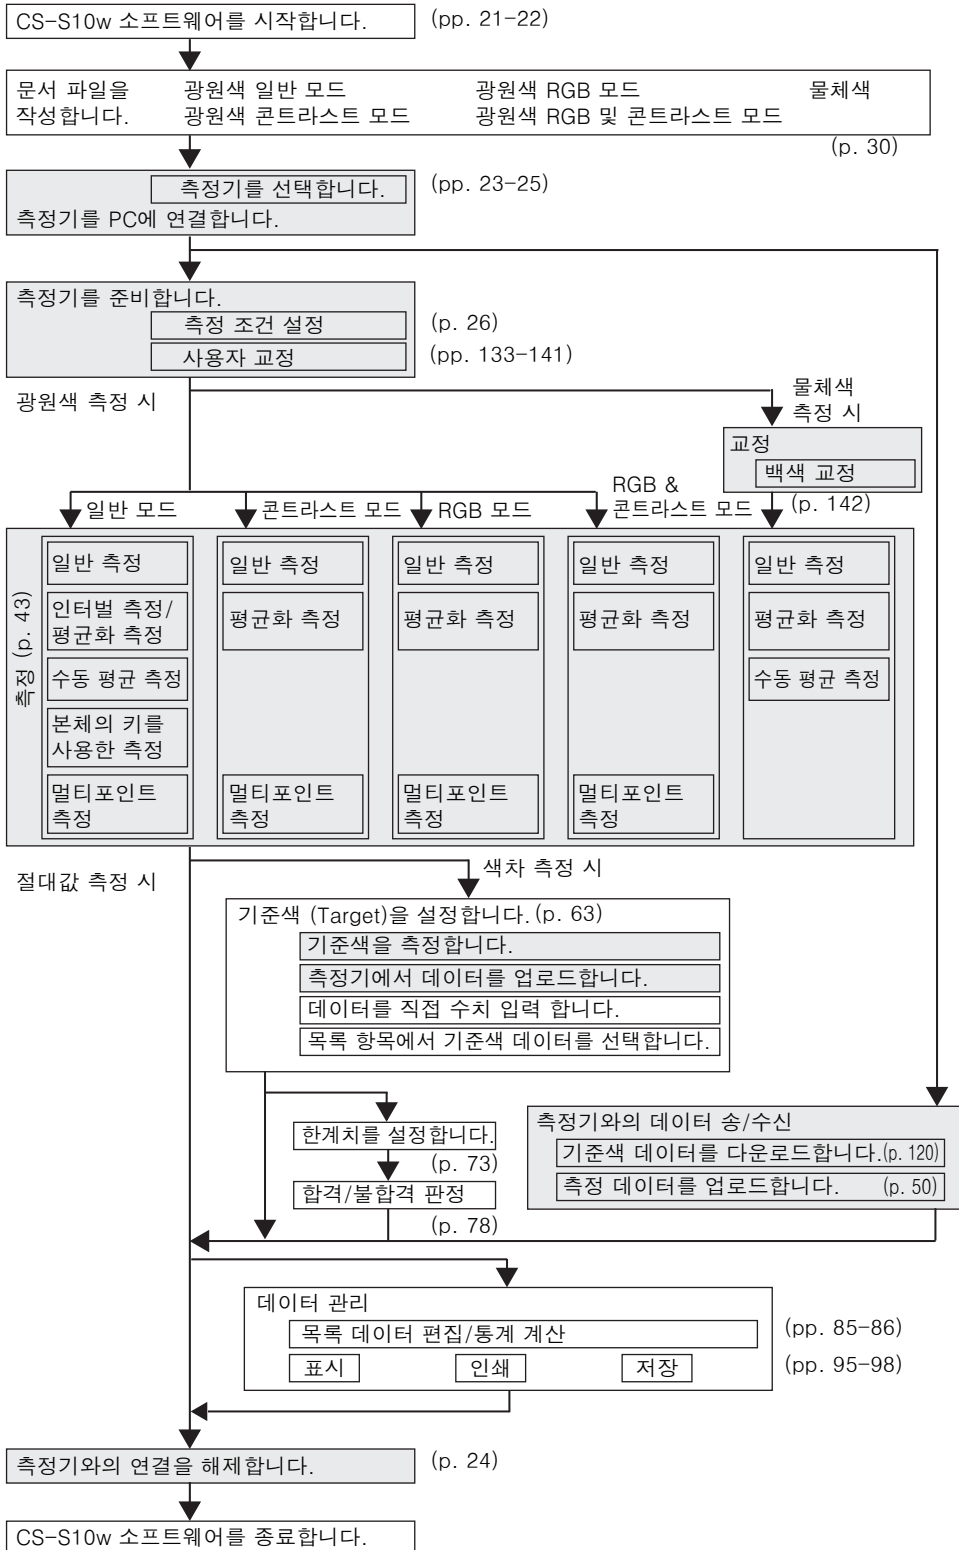 CS-S10w 소프트웨어를 시작합니다. (pp. 21-22)
문서 파일을 광원색 일반 모드 광원색 RGB 모드 물체색
작성합니다. 광원색 콘트라스트 모드 광원색 RGB 및 콘트라스트 모드
(p. 30)
측정기를 선택합니다. (pp. 23-25)
측정기를 PC에 연결합니다.
측정기를 준비합니다.
측정 조건 설정 (p. 26)
사용자 교정 (pp. 133-141)
광원색 측정 시
물체색
측정 시
교정
백색 교정
(p. 142)
일반 모드
콘트라스트 모드
RGB 모드
RGB &
콘트라스트 모드
측정 (p. 43)
일반 측정
인터벌 측정/
평균화 측정
수동 평균 측정
본체의 키를
사용한 측정
멀티포인트
측정
일반 측정
평균화 측정
멀티포인트
측정
일반 측정
평균화 측정
멀티포인트
측정
일반 측정
평균화 측정
멀티포인트
측정
일반 측정
평균화 측정
수동 평균 측정
절대값 측정 시
색차 측정 시
기준색 (Target)을 설정합니다. (p. 63)
기준색을 측정합니다.
측정기에서 데이터를 업로드합니다.
데이터를 직접 수치 입력 합니다.
목록 항목에서 기준색 데이터를 선택합니다.
한계치를 설정합니다.
(p. 73)
합격/불합격 판정
(p. 78)
측정기와의 데이터 송/수신
기준색 데이터를 다운로드합니다. (p. 120)
측정 데이터를 업로드합니다. (p. 50)
데이터 관리
목록 데이터 편집/통계 계산 (pp. 85-86)
표시 인쇄 저장 (pp. 95-98)
측정기와의 연결을 해제합니다. (p. 24)
CS-S10w 소프트웨어를 종료합니다.